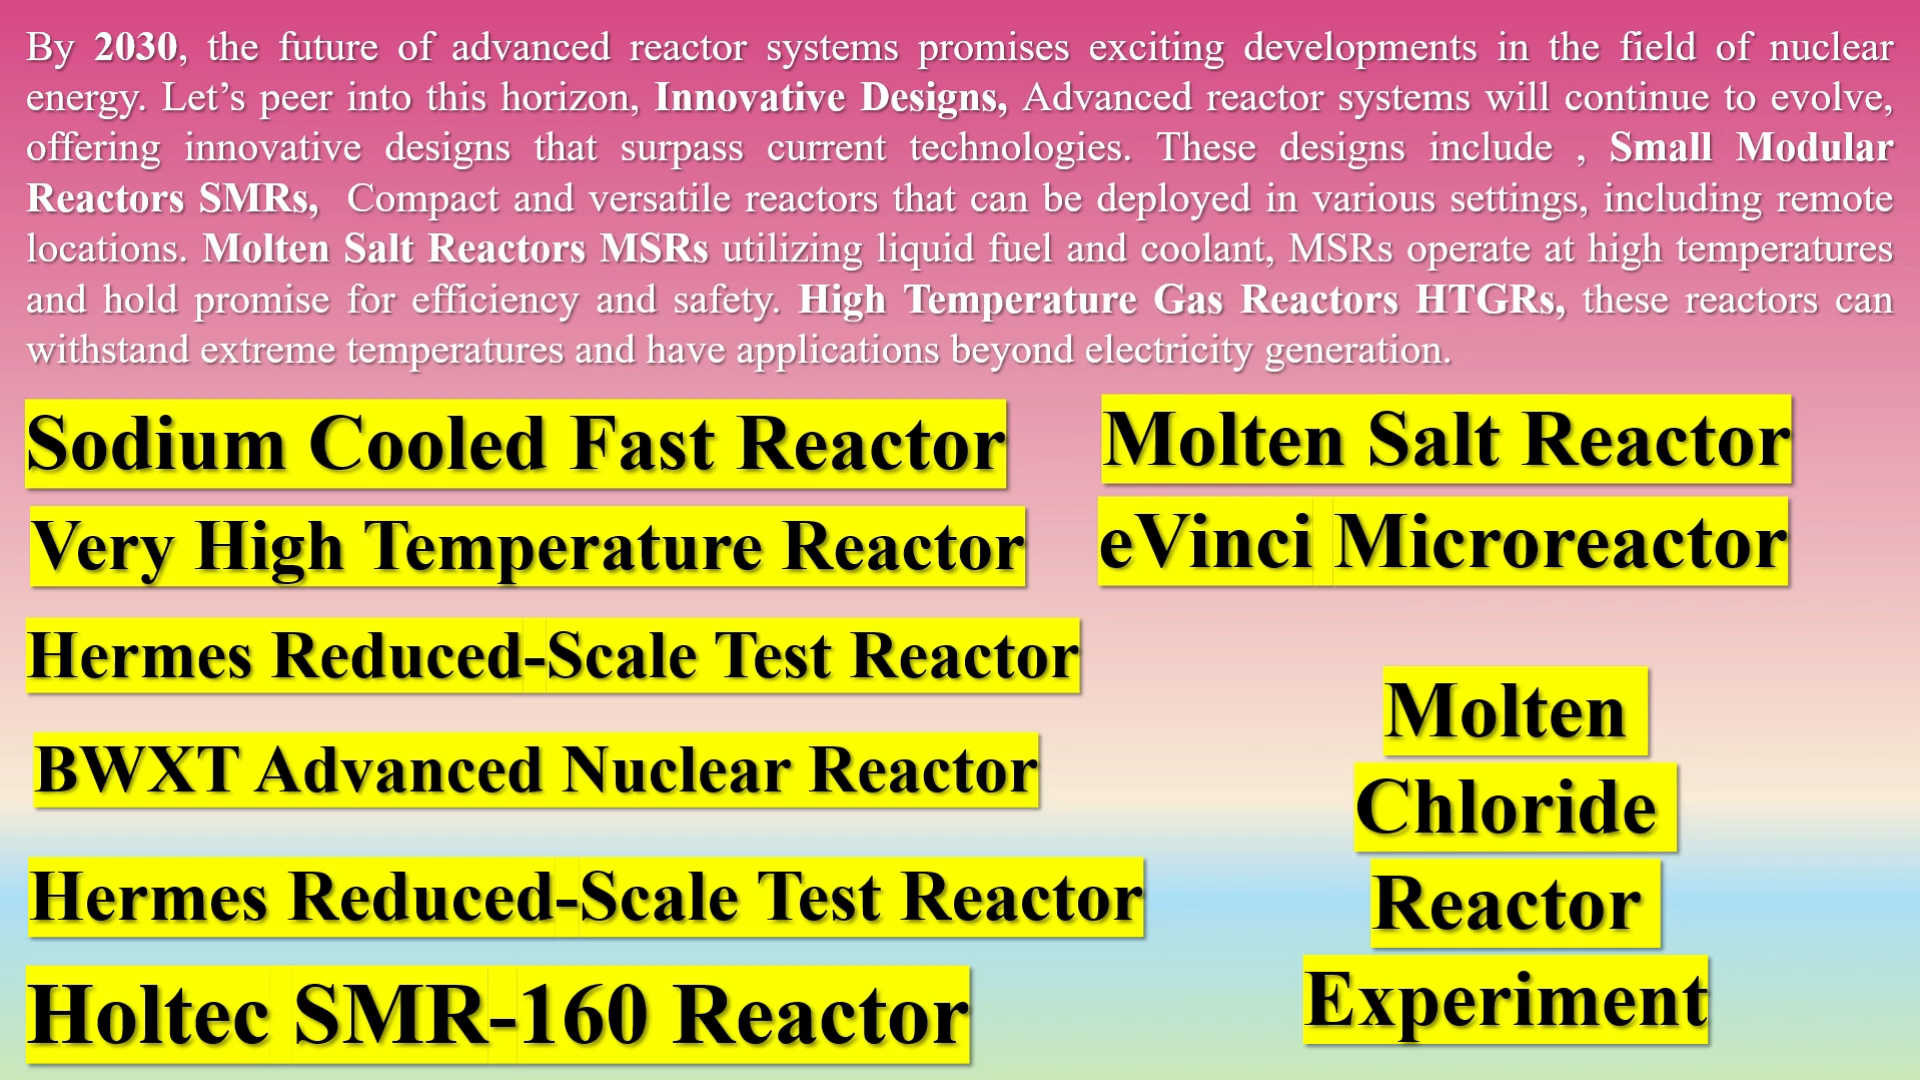 By 2030, the future of advanced reactor systems promises exciting developments in the field of nuclear
energy. Let’s peer into this horizon, Innovative Designs, Advanced reactor systems will continue to evolve,
offering innovative designs that surpass current technologies. These designs include , Small Modular
Reactors SMRs, Compact and versatile reactors that can be deployed in various settings, including remote
locations. Molten Salt Reactors MSRs utilizing liquid fuel and coolant, MSRs operate at high temperatures
and hold promise for efficiency and safety. High Temperature Gas Reactors HTGRs, these reactors can
withstand extreme temperatures and have applications beyond electricity generation.
Sodium Cooled Fast Reactor
Very High Temperature Reactor
Hermes Reduced-Scale Test Reactor
BWXT Advanced Nuclear Reactor
Hermes Reduced-Scale Test Reactor
Holtec SMR-160 Reactor
Molten Salt Reactor
eVinci Microreactor
Molten
Chloride
Reactor
Experiment